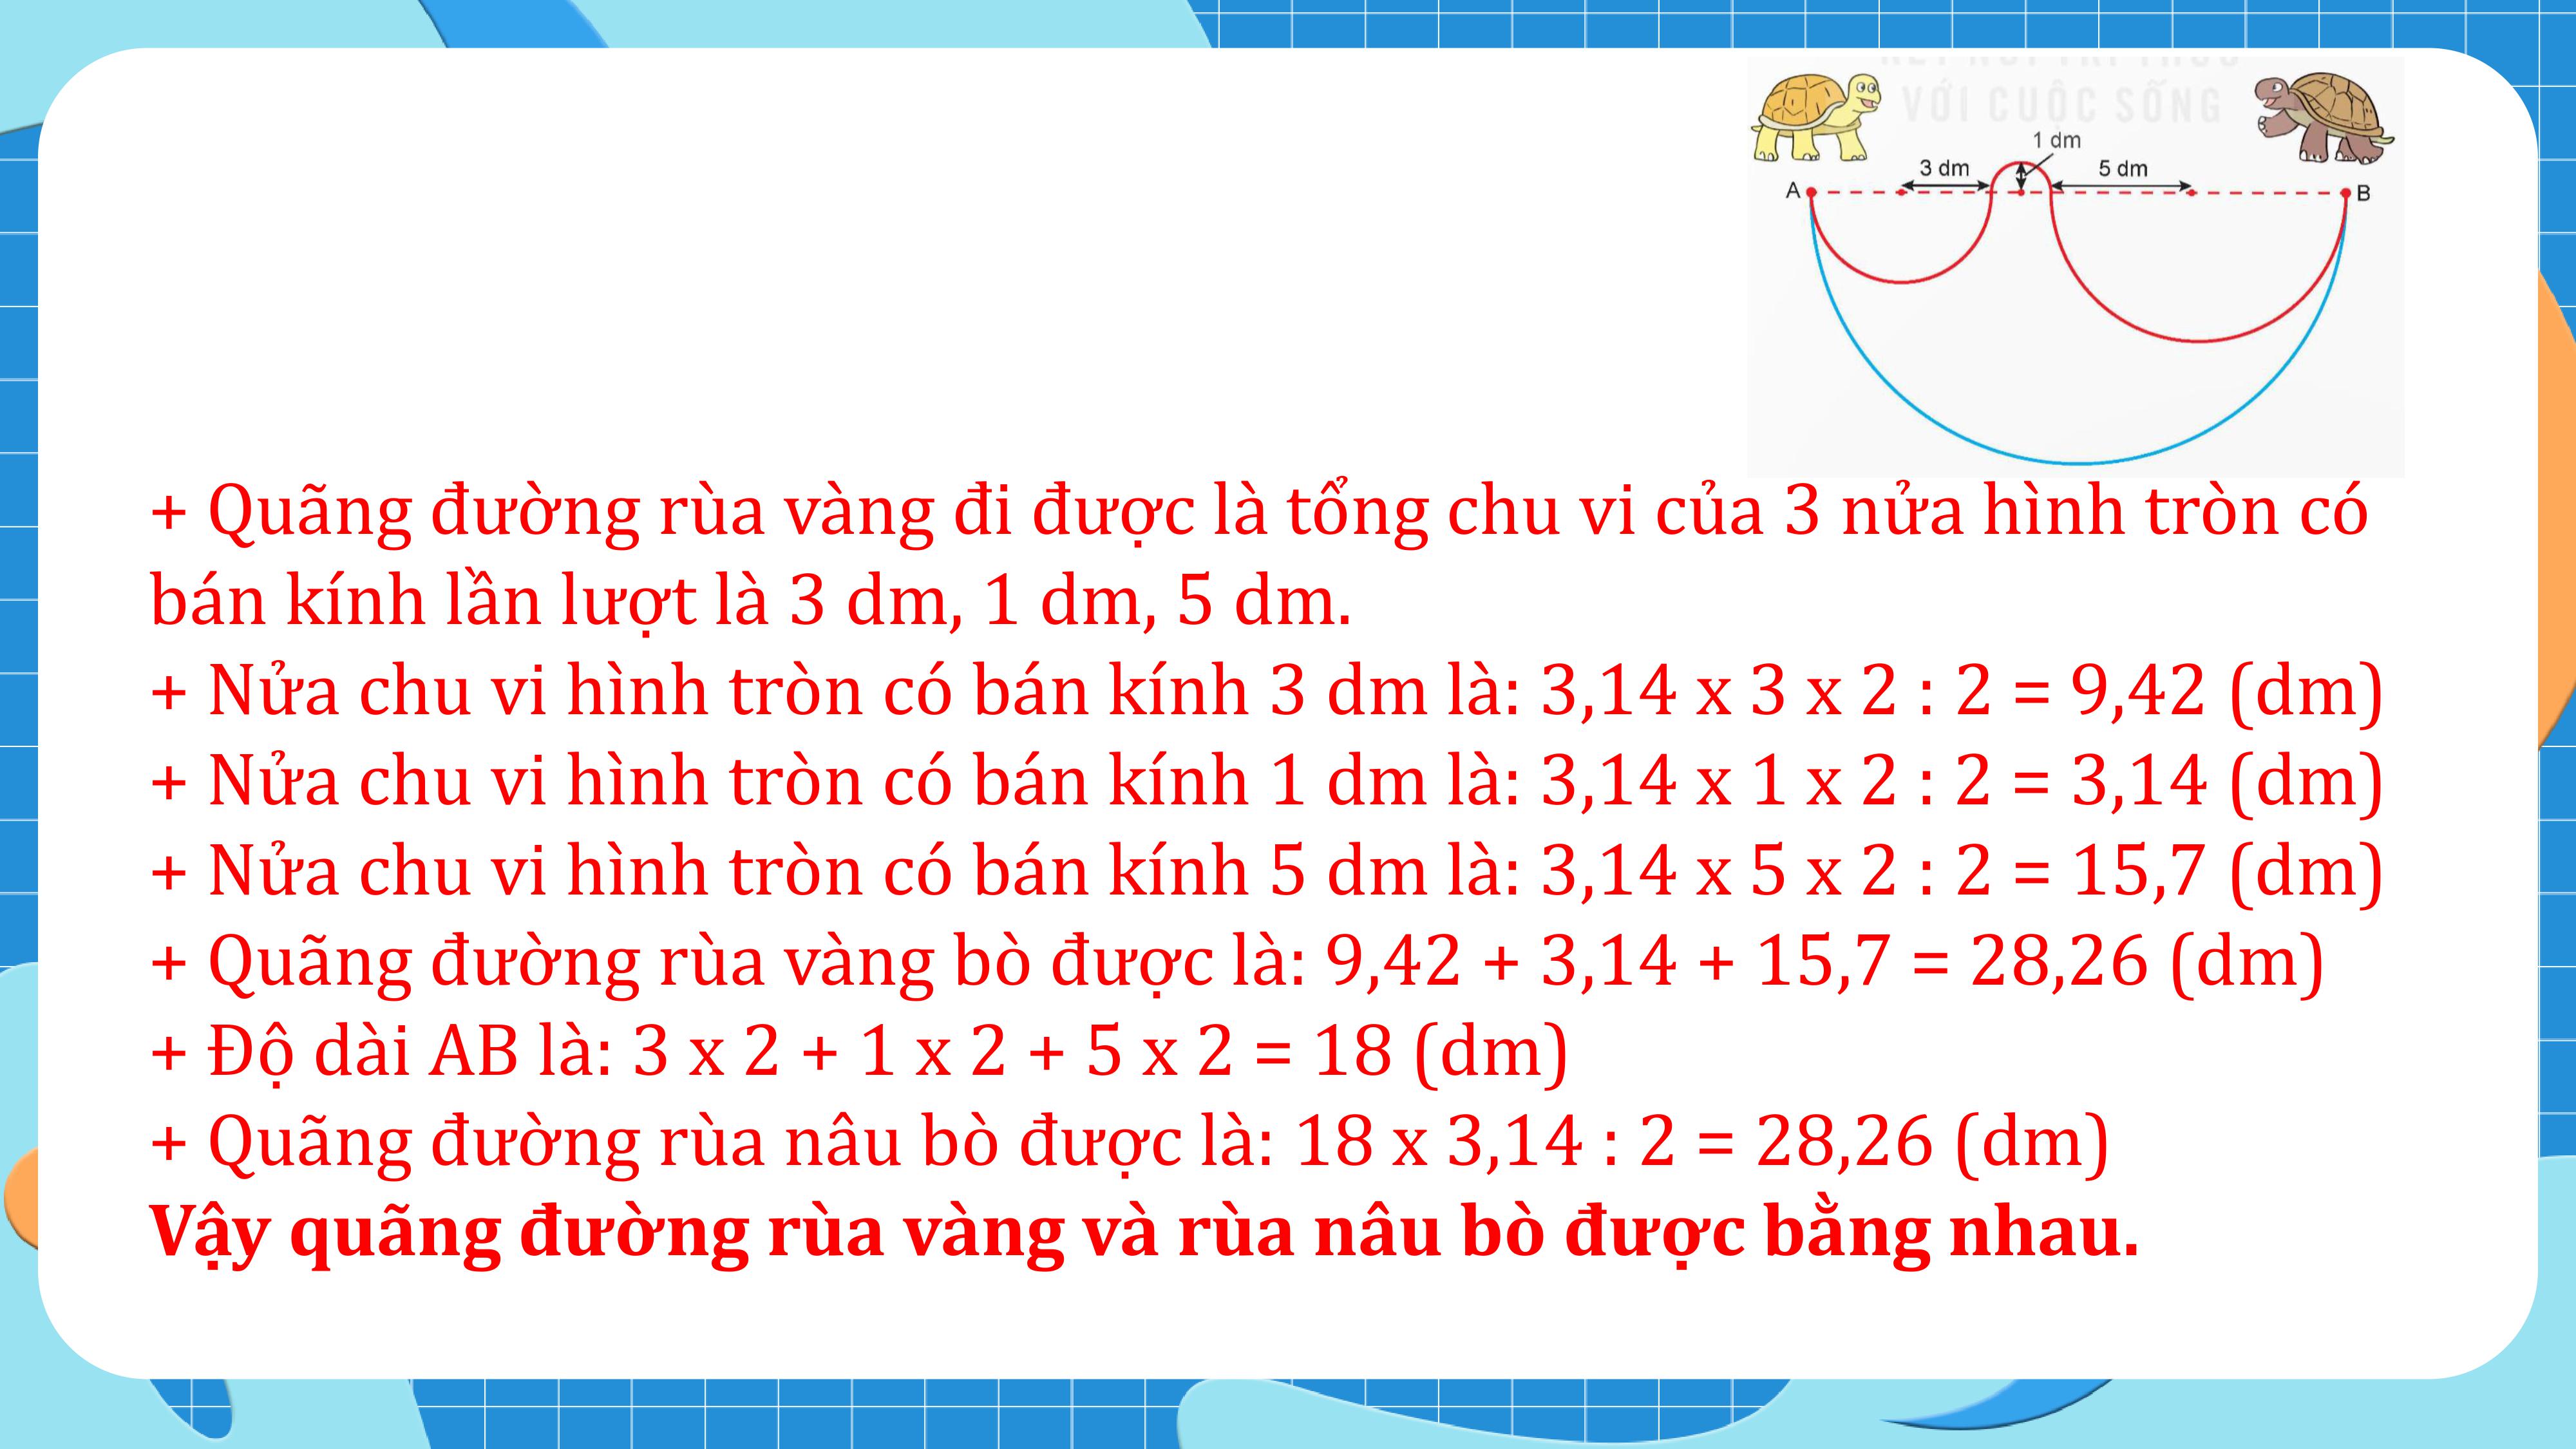 VỚI CUỘC SỐNG
1 dm
3 dm
5 dm
A
B
+ Quãng đường rùa vàng đi được là tổng chu vi của 3 nửa hình tròn có
bán kính lần lượt là 3 dm, 1 dm, 5 dm.
+ Nửa chu vi hình tròn có bán kính 3 dm là: 3,14 x 3 x 2 : 2 = 9,42 (dm)
+ Nửa chu vi hình tròn có bán kính 1 dm là: 3,14 x 1 x 2 : 2 = 3,14 (dm)
+ Nửa chu vi hình tròn có bán kính 5 dm là: 3,14 x 5 x 2 : 2 = 15,7 (dm)
+ Quãng đường rùa vàng bò được là: 9,42 + 3,14 + 15,7 = 28,26 (dm)
+ Độ dài AB là: 3 x 2 + 1 x 2 + 5 x 2 = 18 (dm)
+ Quãng đường rùa nâu bò được là: 18 x 3,14 : 2 = 28,26 (dm)
Vậy quãng đường rùa vàng và rùa nâu bò được bằng nhau.